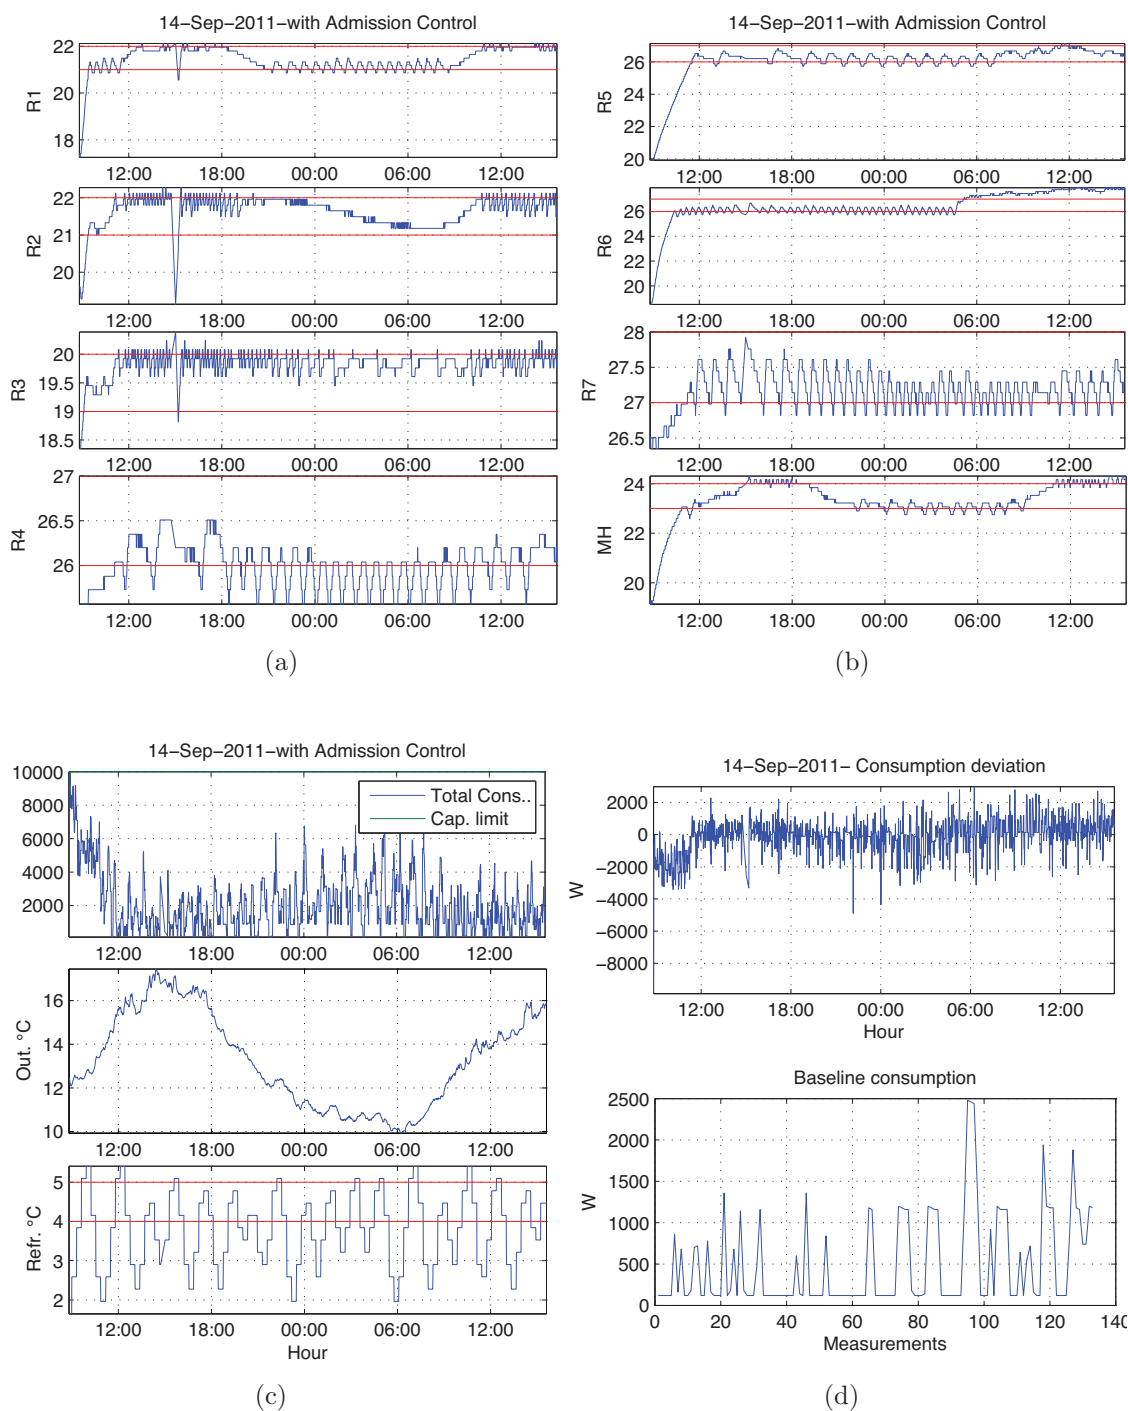 14-Sep-2011-with Admission Control
22
21
20
18
R1
12:00 18:00 00:00 06:00 12:00
22
21
20
R2
12:00 18:00 00:00 06:00 12:00
20
19.5
19
18.5
R3
12:00 18:00 00:00 06:00 12:00
27
26.5
26
R4
12:00 18:00 00:00 06:00 12:00
(a)
14-Sep-2011-with Admission Control
26
24
22
20
R5
12:00 18:00 00:00 06:00 12:00
26
24
22
20
R6
12:00 18:00 00:00 06:00 12:00
28
27.5
27
26.5
R7
12:00 18:00 00:00 06:00 12:00
24
22
20
MH
12:00 18:00 00:00 06:00 12:00
(b)
14-Sep-2011-with Admission Control
10000
8000
6000
4000
2000
Total Cons..
Cap. limit
12:00 18:00 00:00 06:00 12:00
16
14
12
10
Out. °C
12:00 18:00 00:00 06:00 12:00
5
4
3
2
Refr. °C
12:00 18:00 00:00 06:00 12:00
Hour
(c)
14-Sep-2011- Consumption deviation
2000
0
-2000
-4000
-6000
-8000
W
12:00 18:00 00:00 06:00 12:00
Hour
Baseline consumption
2500
2000
1500
1000
500
0
W
0 20 40 60 80 100 120 140
Measurements
(d)